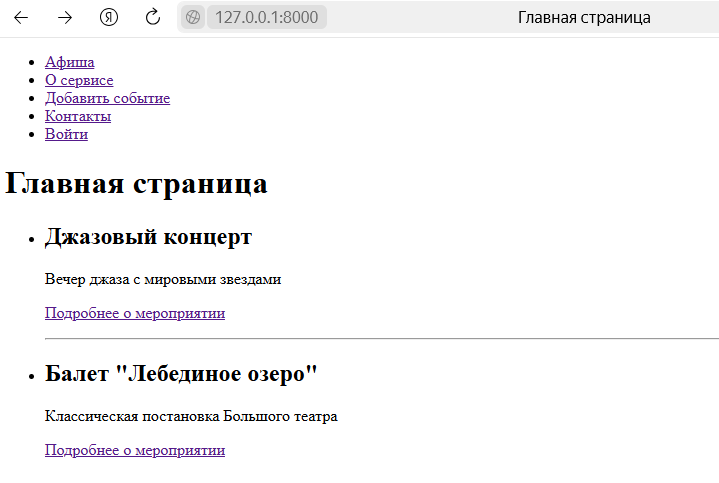 Я 127.0.0.1:8000 Главная страница
Афиша
О сервисе
Добавить событие
Контакты
Войти
Главная страница
Джазовый концерт
Вечер джаза с мировыми звездами
Подробнее о мероприятии
Балет "Лебединое озеро"
Классическая постановка Большого театра
Подробнее о мероприятии